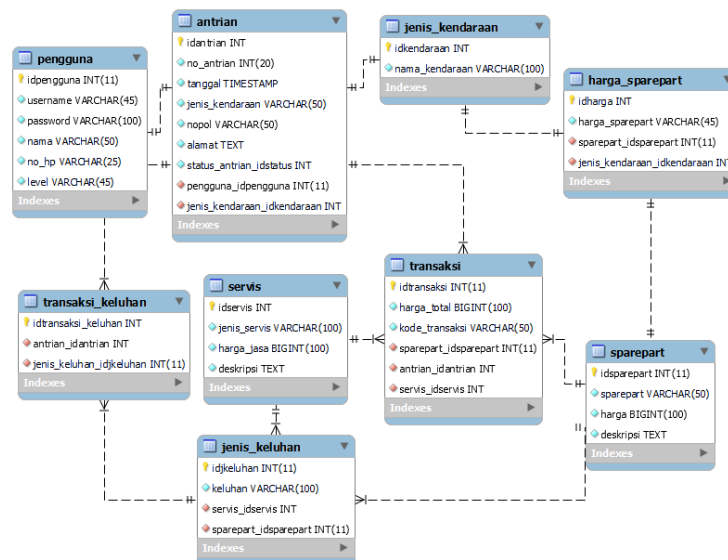 pengguna
idpengguna INT(11)
username VARCHAR(45)
password VARCHAR(100)
nama VARCHAR(50)
no_hp VARCHAR(25)
level VARCHAR(45)
Indexes
antrian
idantrian INT
no_antrian INT(20)
tanggal TIMESTAMP
jenis_kendaraan VARCHAR(50)
nopol VARCHAR(50)
alamat TEXT
status_antrian_idstatus INT
pengguna_idpengguna INT(11)
jenis_kendaraan_idkendaraan INT
Indexes
jenis_kendaraan
idkendaraan INT
nama_kendaraan VARCHAR(100)
Indexes
harga_sparepart
idharga INT
harga_sparepart VARCHAR(45)
sparepart_idsparepart INT(11)
jenis_kendaraan_idkendaraan INT
Indexes
transaksi_keluhan
idtransaksi_keluhan INT
antrian_idantrian INT
jenis_keluhan_idjkeluhan INT(11)
Indexes
servis
idservis INT
jenis_servis VARCHAR(100)
harga_jasa BIGINT(100)
deskripsi TEXT
Indexes
transaksi
idtransaksi INT(11)
harga_total BIGINT(100)
kode_transaksi VARCHAR(50)
sparepart_idsparepart INT(11)
antrian_idantrian INT
servis_idservis INT
Indexes
sparepart
idsparepart INT(11)
sparepart VARCHAR(50)
harga BIGINT(100)
deskripsi TEXT
Indexes
jenis_keluhan
idjkeluhan INT(11)
keluhan VARCHAR(100)
servis_idservis INT
sparepart_idsparepart INT(11)
Indexes